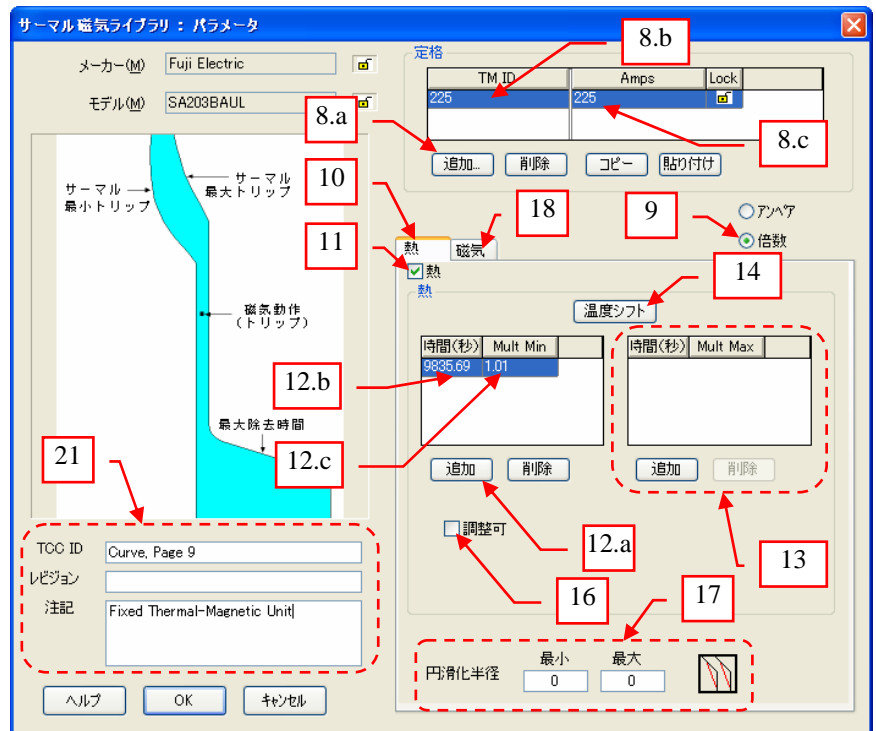 サーマル磁気ライブラリ : パラメータ
メーカー(M) Fuji Electric
モデル(M) SA203BAUL
サーマル
最小トリップ
サーマル
最大トリップ
磁気動作
(トリップ)
最大除去時間
21
TCC ID Curve, Page 9
レビジョン
注記 Fixed Thermal-Magnetic Unit
ヘルプ OK キャンセル
定格
8.b
TM ID Amps Lock
225 225
8.a
8.c
追加... 削除 コピー 貼り付け
10
18
9
アンペア
倍数
11
熱 磁気
熱
熱
14
温度シフト
時間(秒) Mult Min
9835.69 1.01
時間(秒) Mult Max
12.b
12.c
追加 削除
追加 削除
調整可
12.a
13
16
17
円滑化半径
最小 最大
0 0